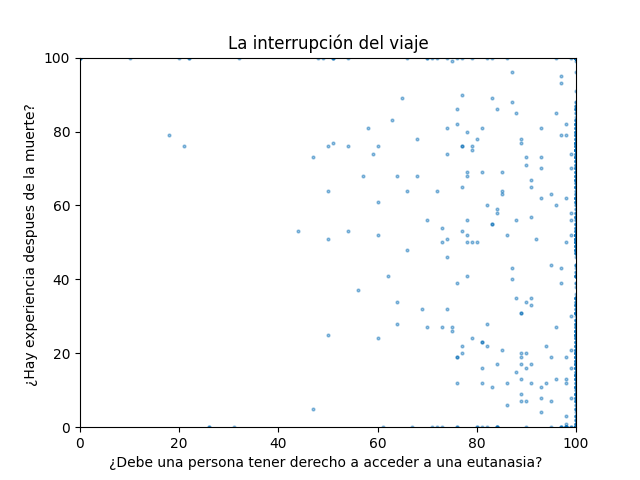 La interrupción del viaje
100
80
60
40
20
0
¿Hay experiencia despues de la muerte?
0 20 40 60 80 100
¿Debe una persona tener derecho a acceder a una eutanasia?